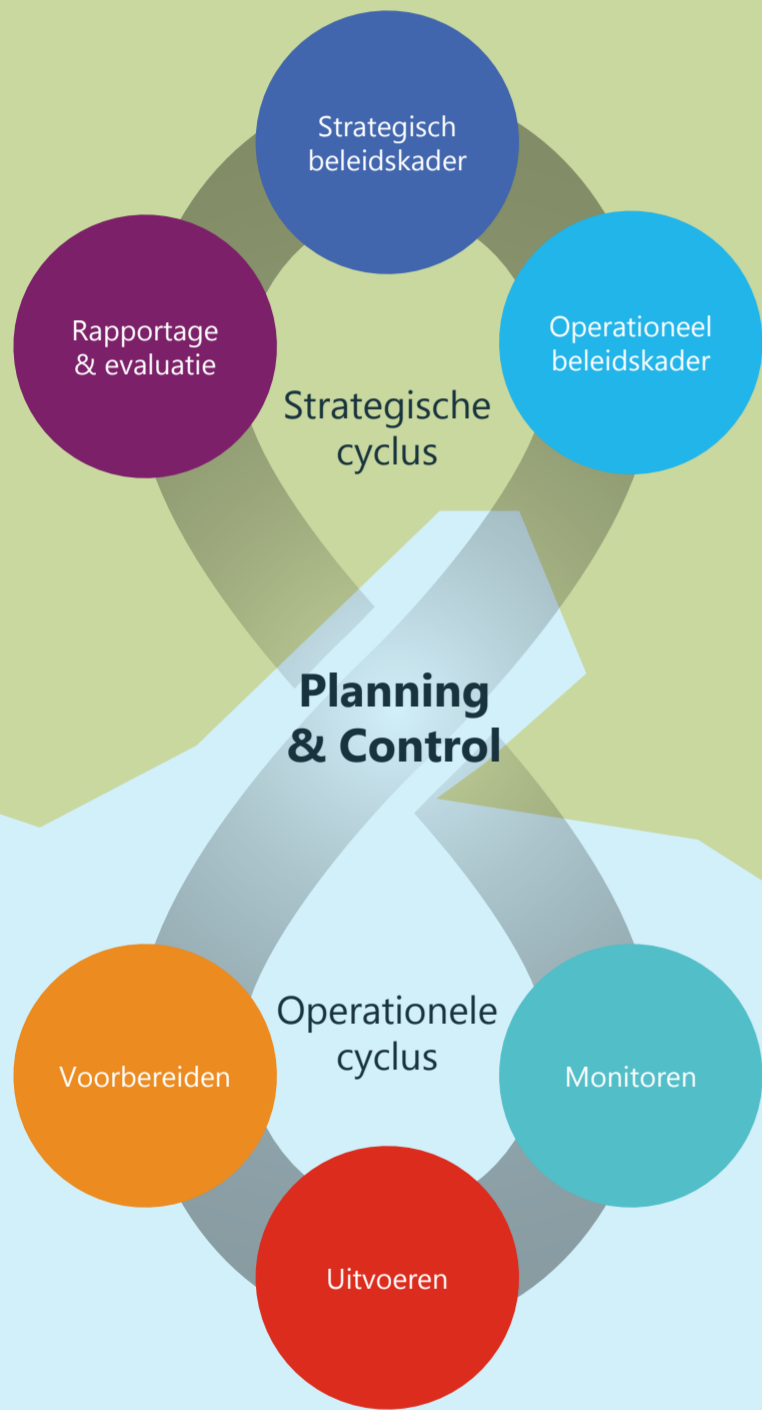 Strategisch
beleidskader
Rapportage
& evaluatie
Operationeel
beleidskader
Strategische
cyclus
Planning
& Control
Operationele
cyclus
Voorbereiden
Monitoren
Uitvoeren